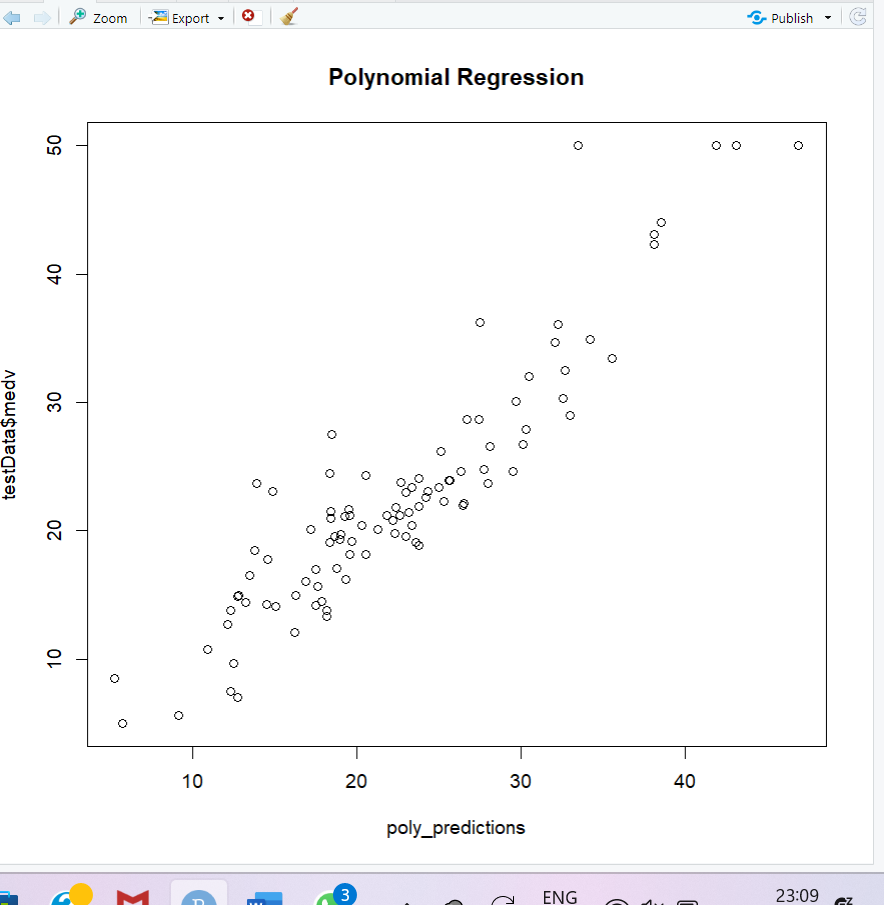 Zoom Export Publish
Polynomial Regression
50
40
30
20
10
testData$medv
10 20 30 40
poly_predictions
3
ENG
23:09